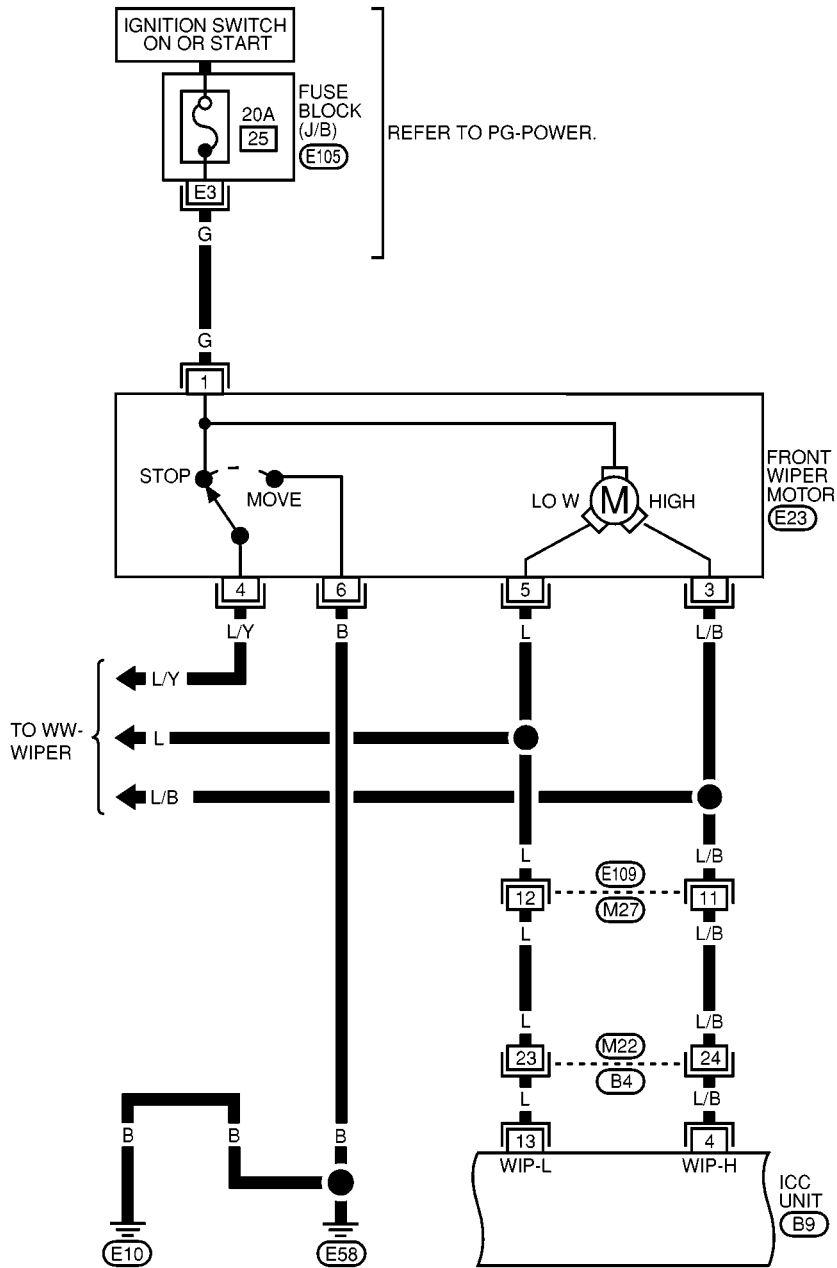 IGNITION SWITCH
ON OR START
20A
25
FUSE
BLOCK
(J/B)
E105
REFER TO PG-POWER.
E3
G
G
1
STOP
MOVE
LO W
M
HIGH
FRONT
WIPER
MOTOR
E23
4
6
5
3
L/Y
B
L
L/B
L/Y
TO WW-
WIPER
L
L/B
L
L/B
12
E109
M27
11
L
L/B
L
L/B
23
M22
B4
24
L
L/B
B
B
B
13
4
WIP-L
WIP-H
ICC
UNIT
B9
E10
E58